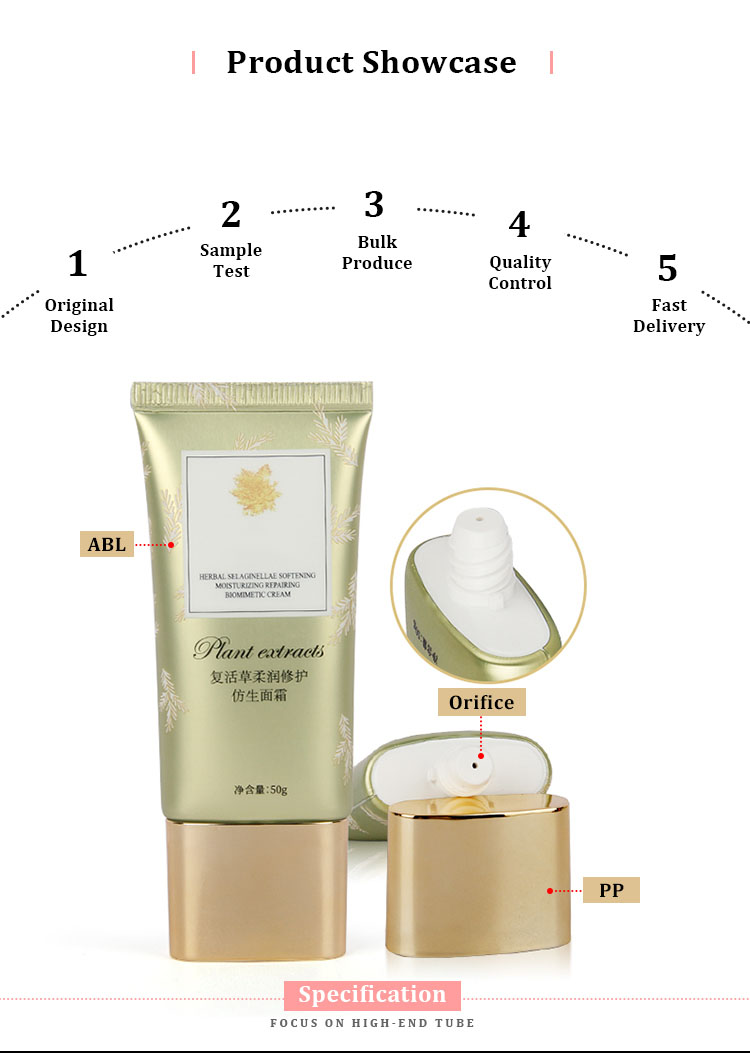 Product Showcase
1
Original
Design
2
Sample
Test
3
Bulk
Produce
4
Quality
Control
5
Fast
Delivery
ABL
HERBAL SELAGINELLAE SOFTENING
MOISTURIZING REPAIRING
BIOMIMETIC CREAM
Plant extracts
复活草柔润修护
仿生面霜
净含量:50g
Orifice
PP
Specification
FOCUS ON HIGH-END TUBE